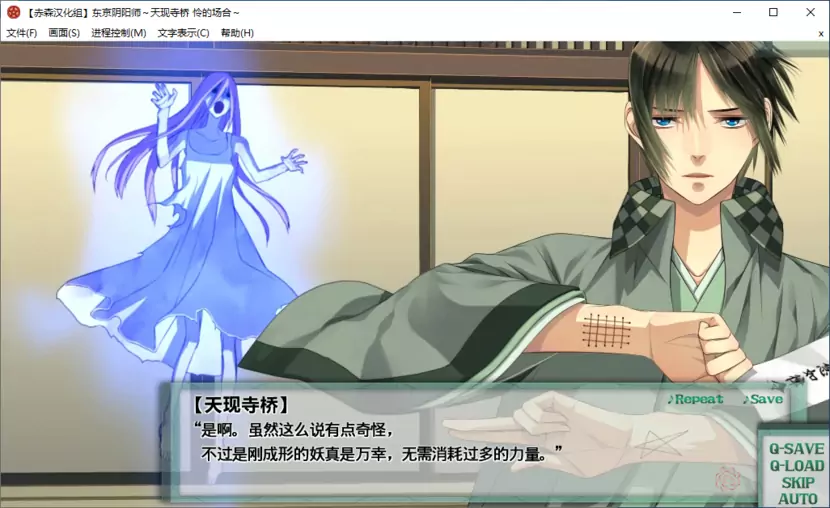 【赤森汉化组】东京阴阳师～天现寺桥 怜的场合～
文件(F) 画面(S) 进程控制(M) 文字表示(C) 帮助(H)
x
【天现寺桥】
♪Repeat ♪Save
“是啊。虽然这么说有点奇怪，
不过是刚成形的妖真是万幸，无需消耗过多的力量。”
Q-SAVE
Q-LOAD
SKIP
AUTO